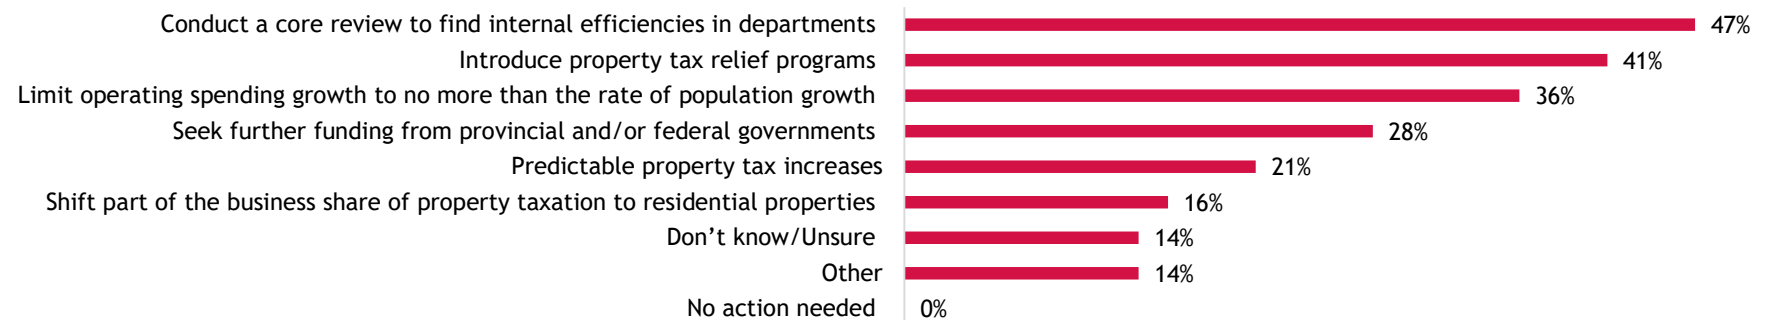 Conduct a core review to find internal efficiencies in departments 47%
Introduce property tax relief programs 41%
Limit operating spending growth to no more than the rate of population growth 36%
Seek further funding from provincial and/or federal governments 28%
Predictable property tax increases 21%
Shift part of the business share of property taxation to residential properties 16%
Don’t know/Unsure 14%
Other 14%
No action needed 0%